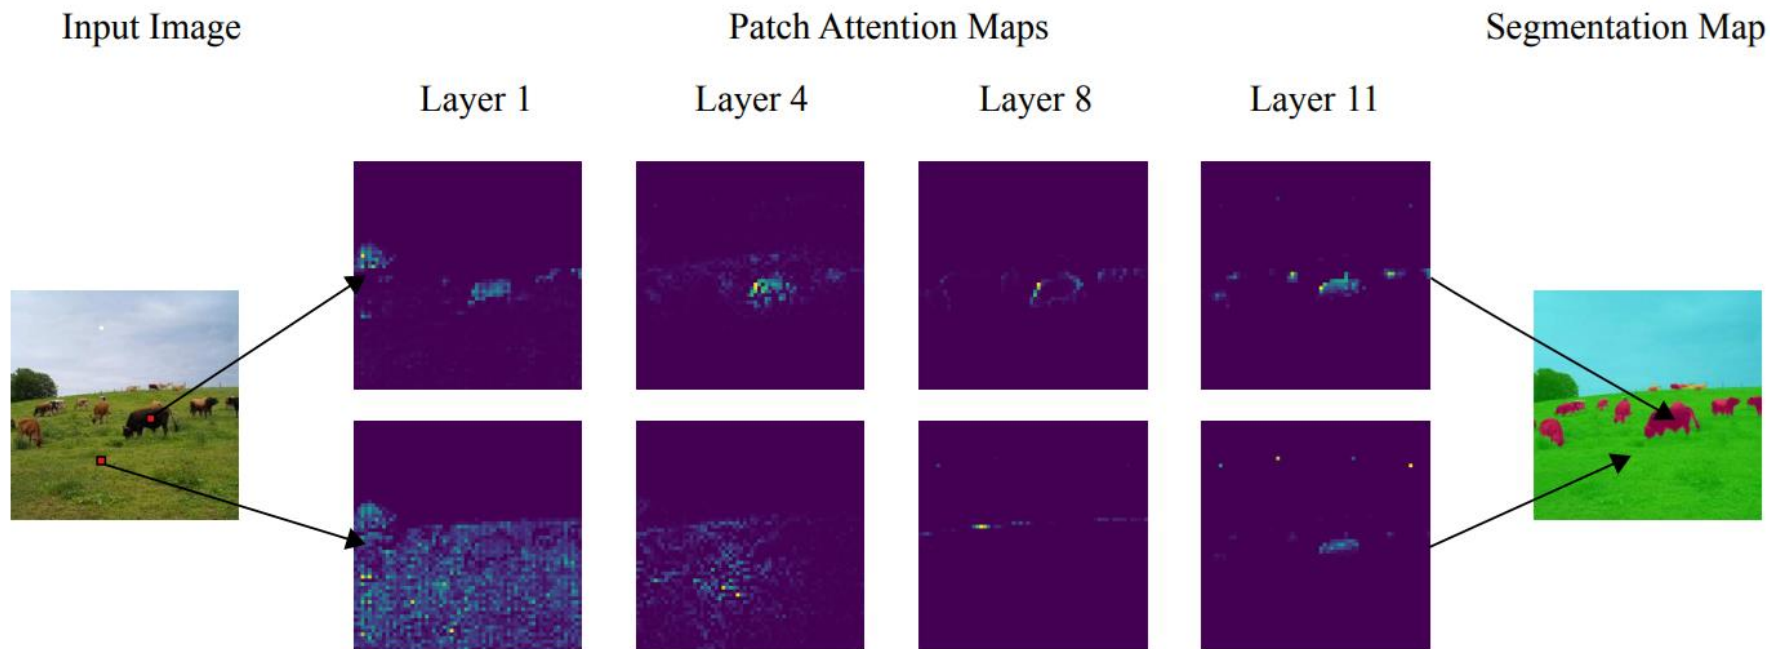 Input Image
Patch Attention Maps
Segmentation Map
Layer 1
Layer 4
Layer 8
Layer 11